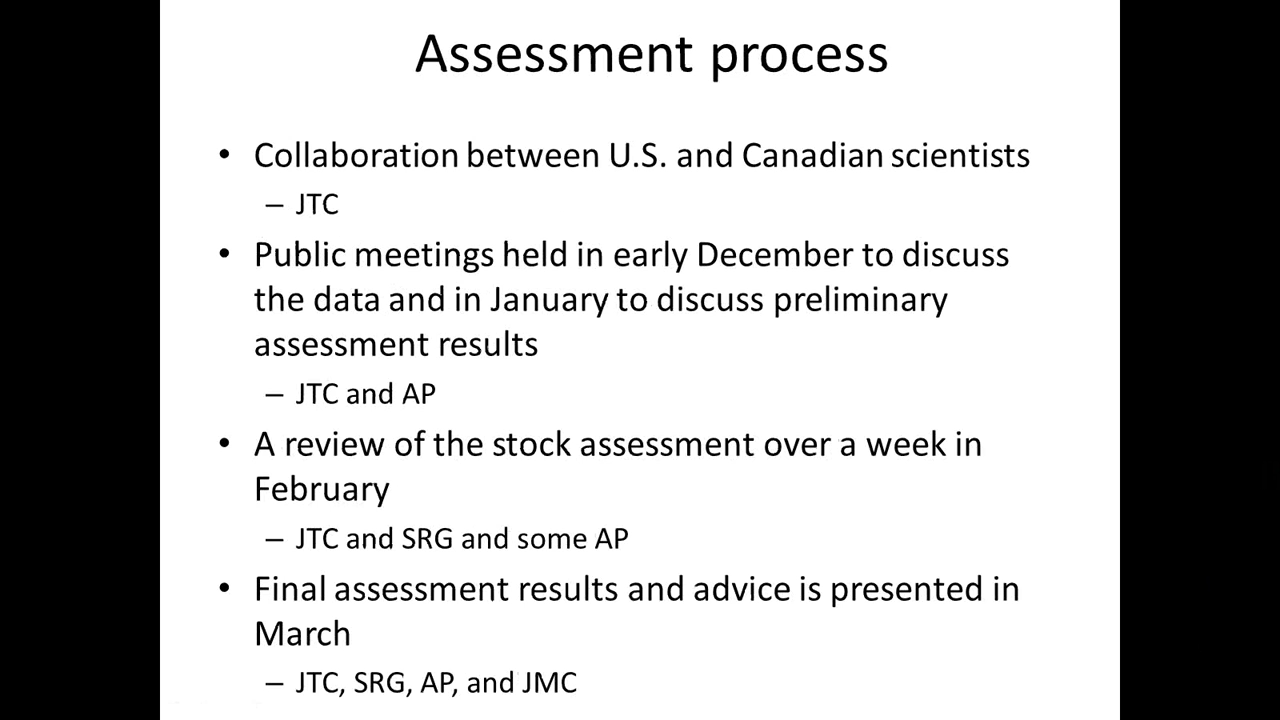 Assessment process
• Collaboration between U.S. and Canadian scientists
– JTC
• Public meetings held in early December to discuss
the data and in January to discuss preliminary
assessment results
– JTC and AP
• A review of the stock assessment over a week in
February
– JTC and SRG and some AP
• Final assessment results and advice is presented in
March
– JTC, SRG, AP, and JMC